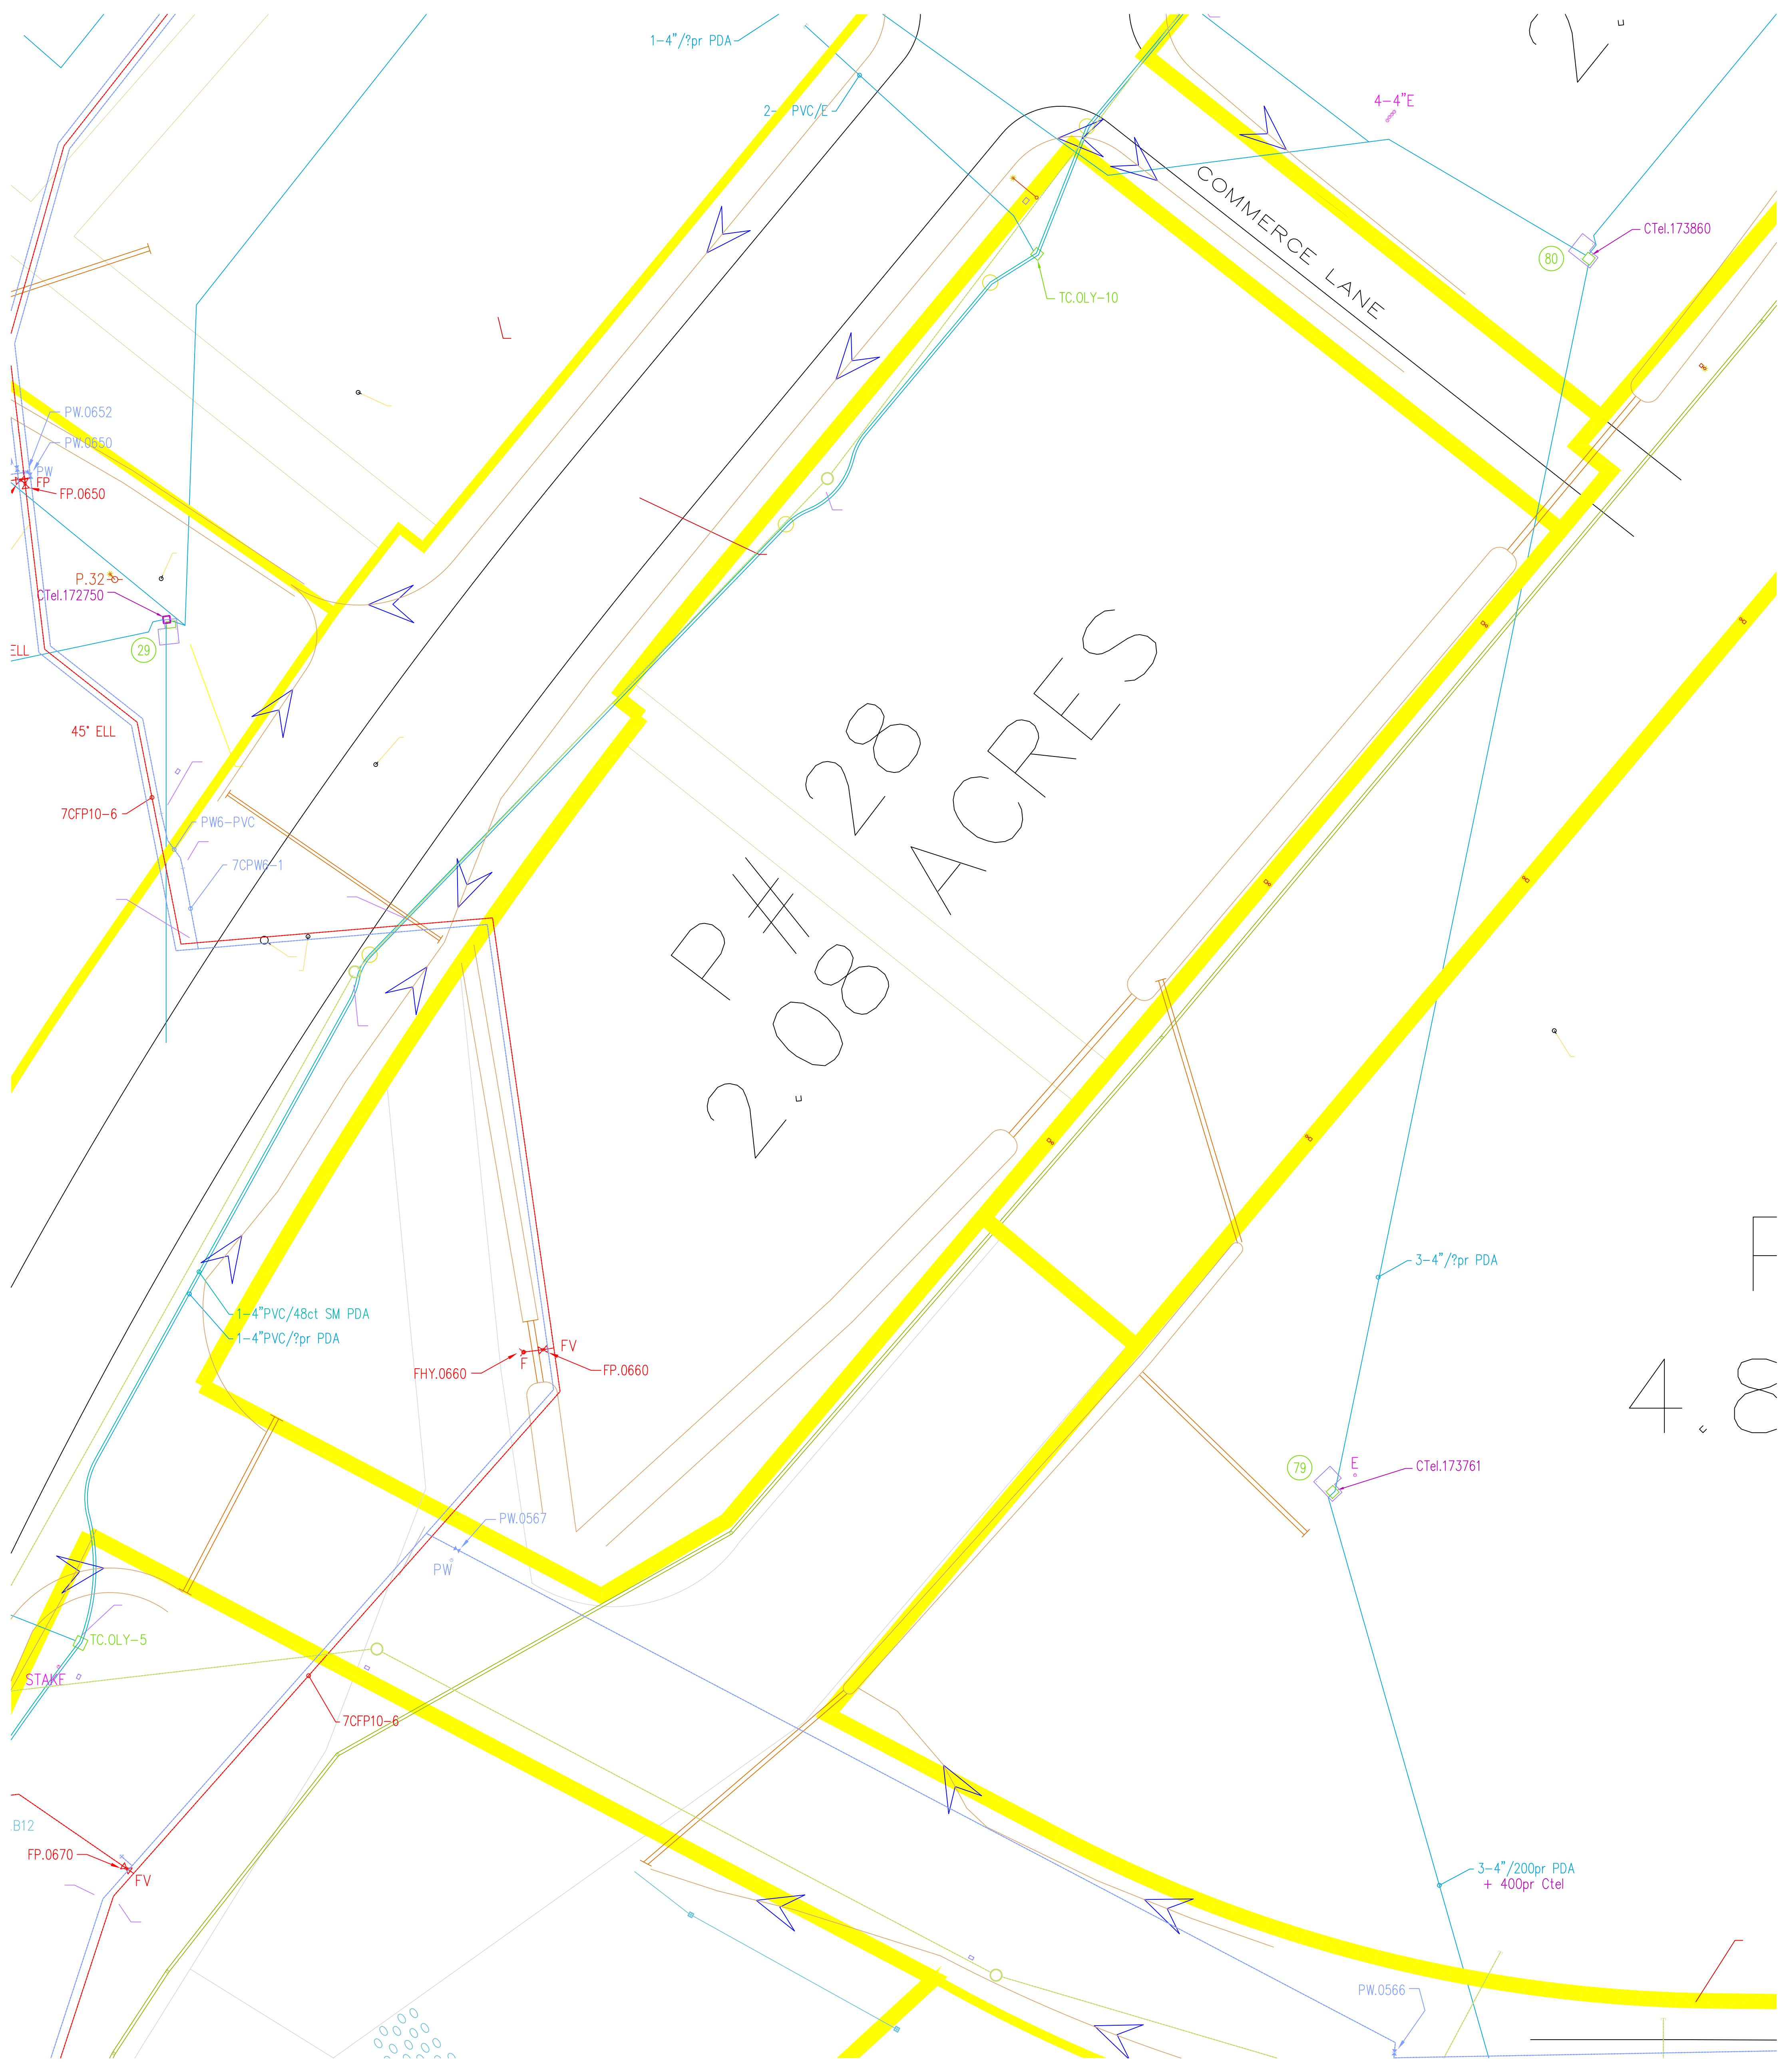 1-4"/?pr PDA
2- PVC/E
4-4"E
2.
COMMERCE LANE
CTel.173860
80
TC.OLY-10
PW.0652
PW.0650
PW
FP
FP.0650
P.32
CTel.172750
29
ELL
45° ELL
7CFP10-6
PW6-PVC
7CPW6-1
P# 28
2.08 ACRES
3-4"/?pr PDA
1-4"PVC/48ct SM PDA
1-4"PVC/?pr PDA
FV
F
FHY.0660
FP.0660
4.8
79
E
CTel.173761
PW.0567
PW
TC.OLY-5
STAKE
7CFP10-6
B12
FP.0670
FV
3-4"/200pr PDA
+ 400pr Ctel
PW.0566